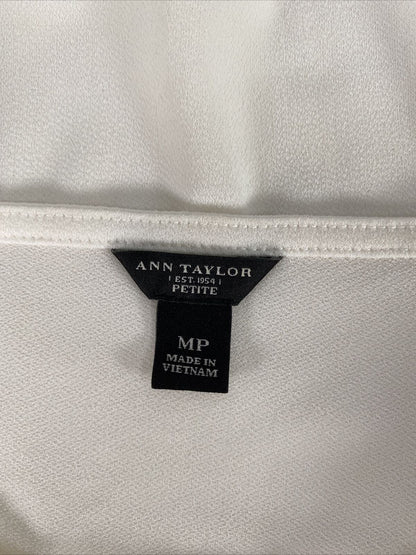 ANN TAYLOR
| EST. 1954 |
PETITE
MP
MADE IN
VIETNAM